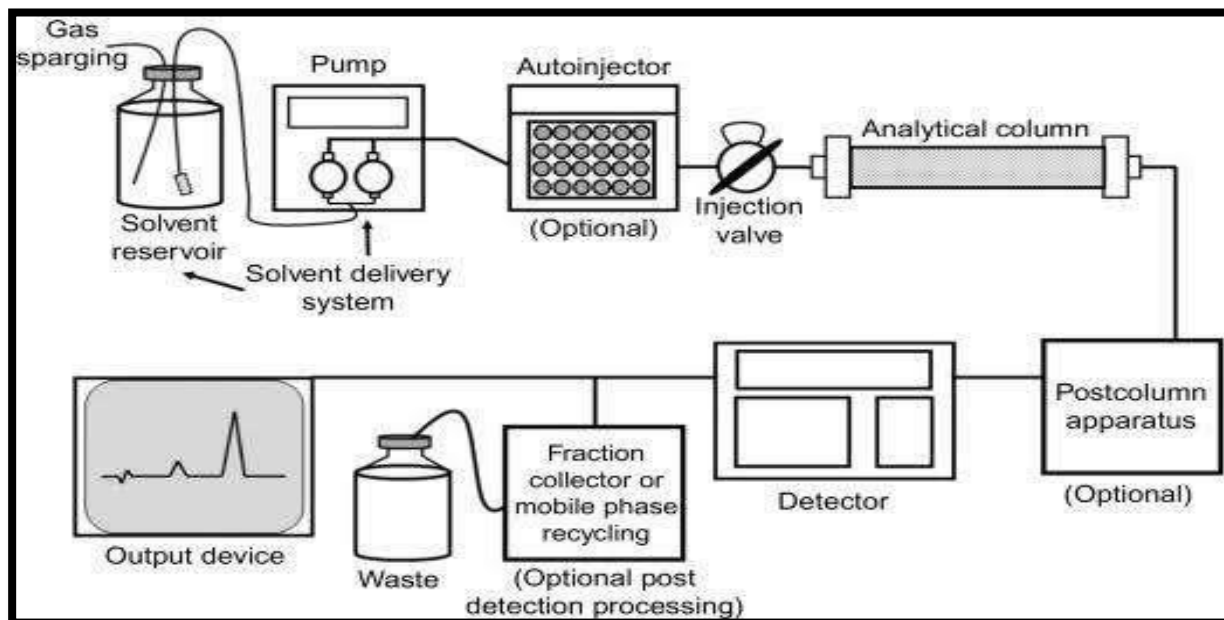 Gas
sparging
Pump
Autoinjector
Analytical column
Solvent
reservoir
(Optional)
Injection
valve
Solvent delivery
system
Postcolumn
apparatus
(Optional)
Detector
Fraction
collector or
mobile phase
recycling
(Optional post
detection processing)
Waste
Output device